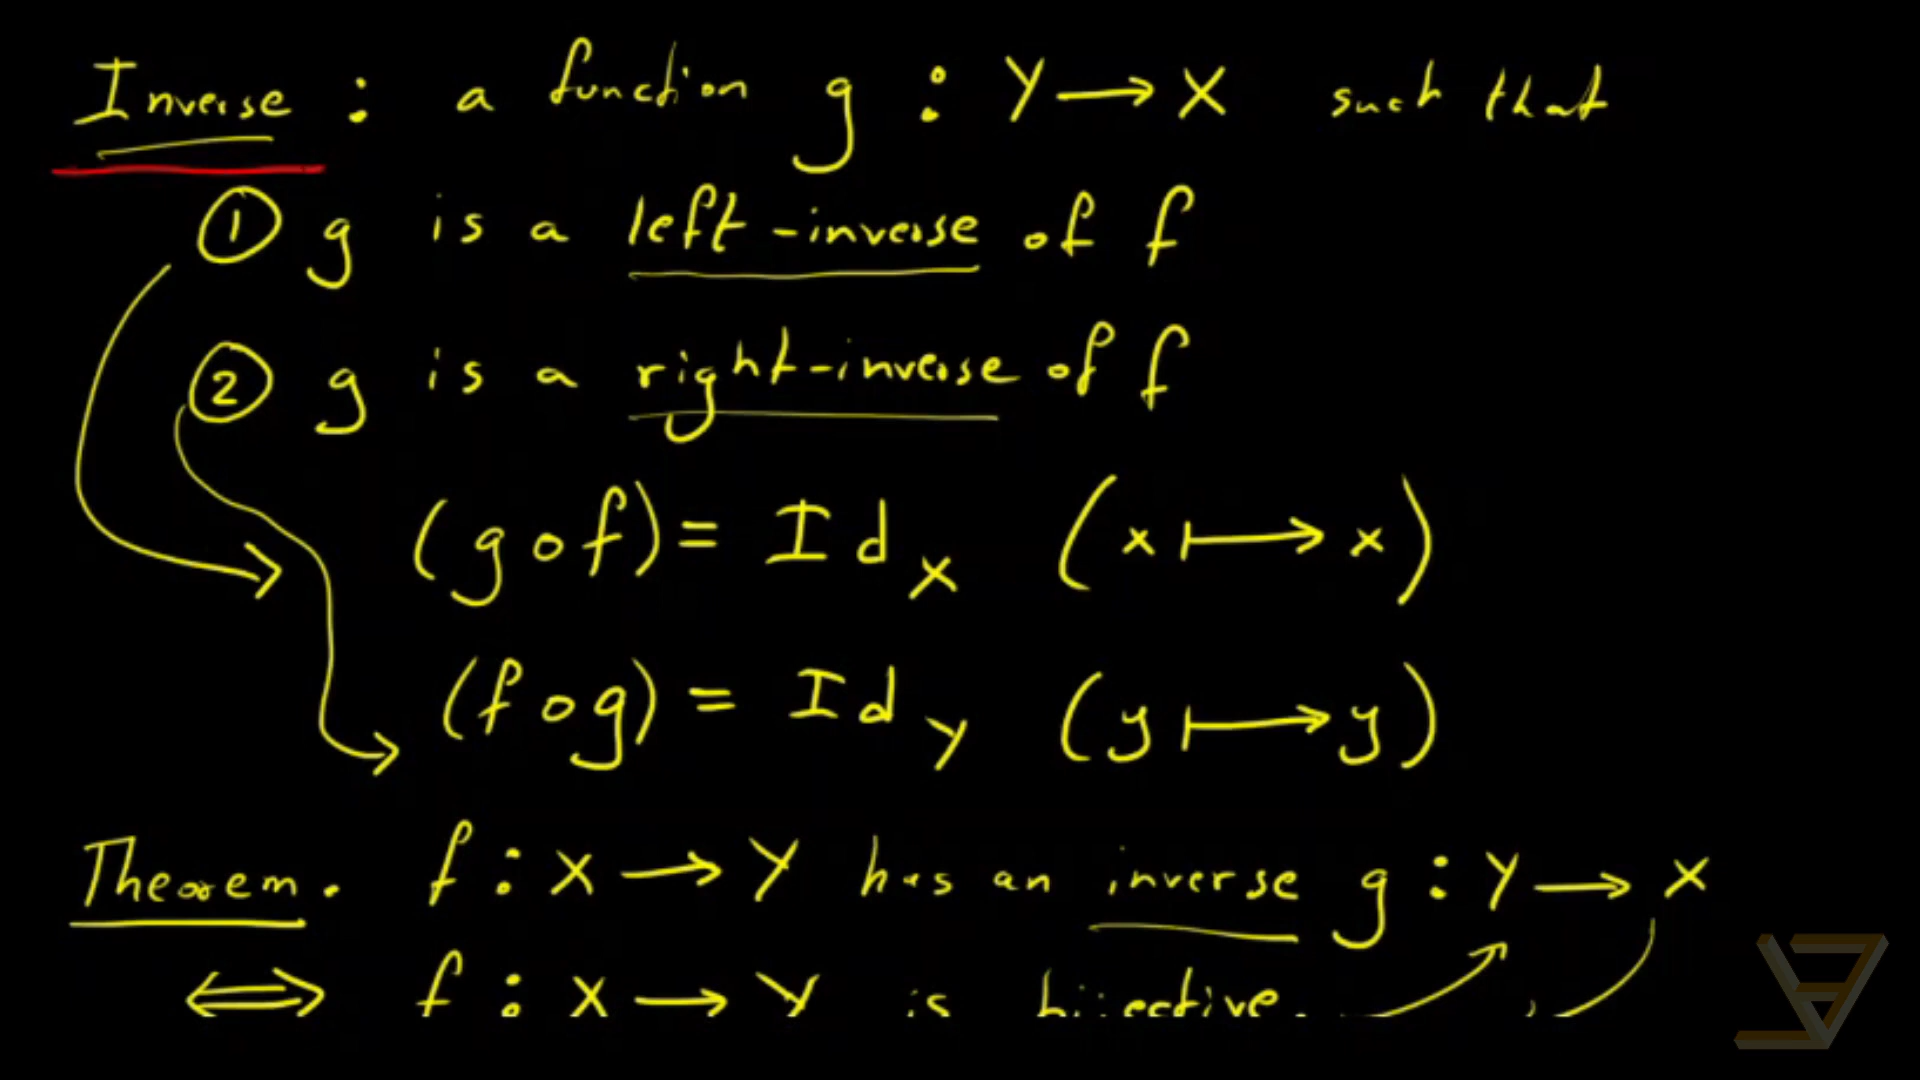 Inverse : a function g : Y → X such that
① g is a left-inverse of f
② g is a right-inverse of f
(g ∘ f) = Id_X (x ↦ x)
(f ∘ g) = Id_Y (y ↦ y)
Theorem. f : X → Y has an inverse g : Y → X
⟺ f : X → Y is bijective.